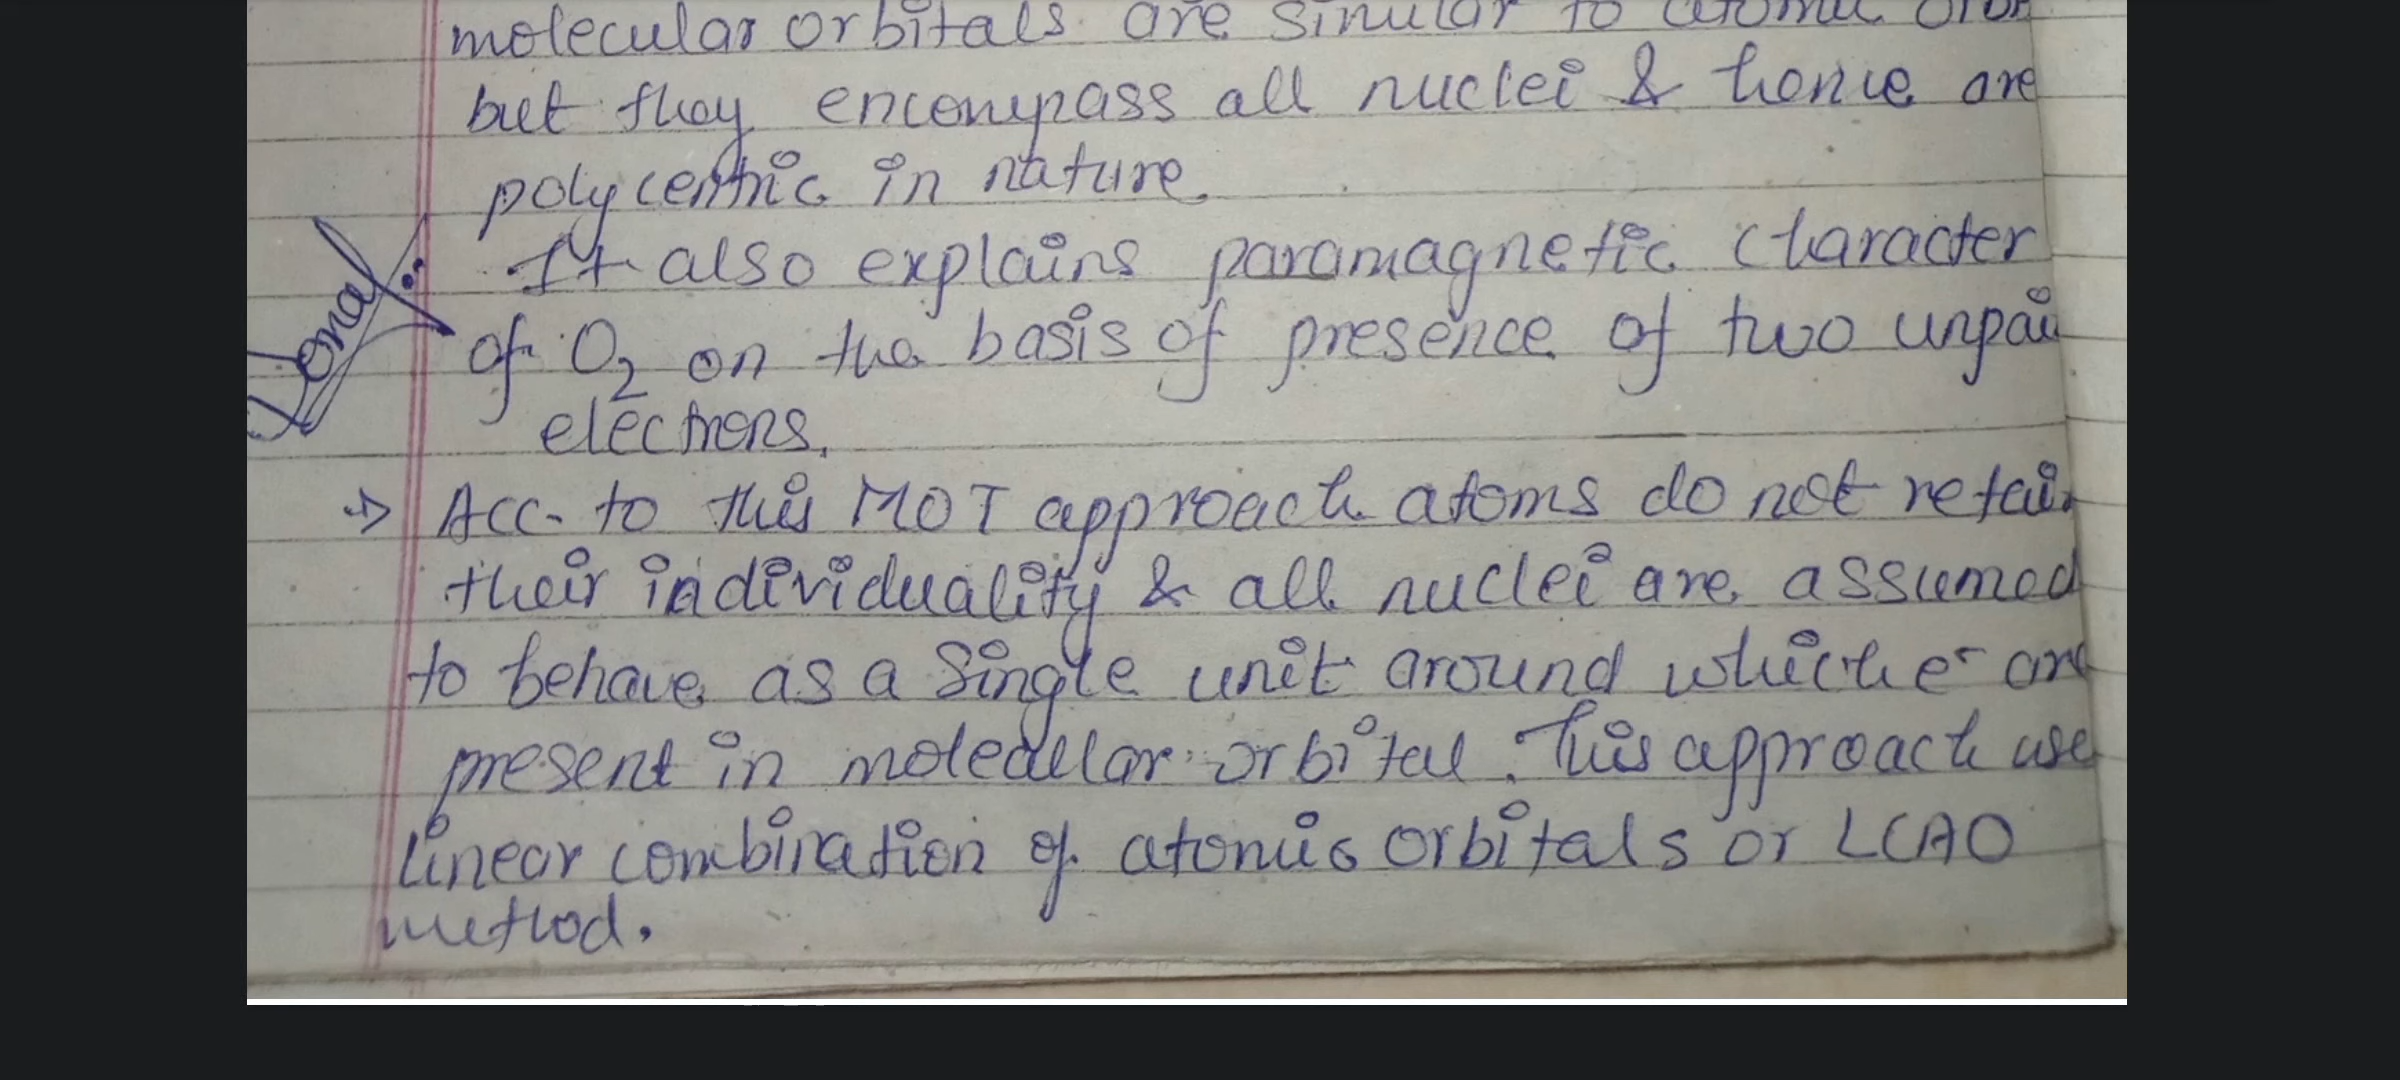 molecular orbitals are similar to atomic
but they encompass all nuclei & hence are
polycentric in nature.
It also explains paramagnetic character
of O₂ on the basis of presence of two unpai
electrons.
→ Acc. to this MOT approach atoms do not retain
their individuality & all nuclei are assumed
to behave as a single unit around which e⁻ are
present in molecular orbital. This approach use
linear combination of atomic orbitals or LCAO
method.